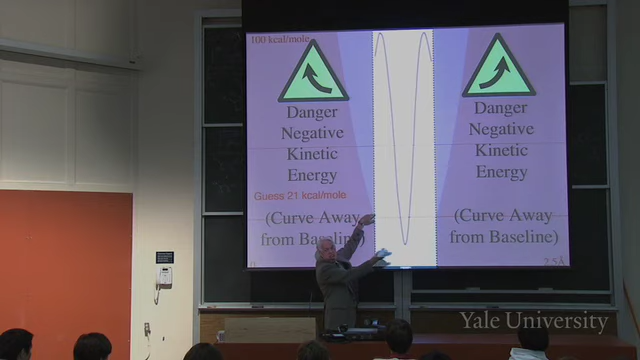 100 kcal/mole
Danger
Negative
Kinetic
Energy
Guess 21 kcal/mole
(Curve Away
from Baseline)
Danger
Negative
Kinetic
Energy
(Curve Away
from Baseline)
0
2.5Å
Yale University